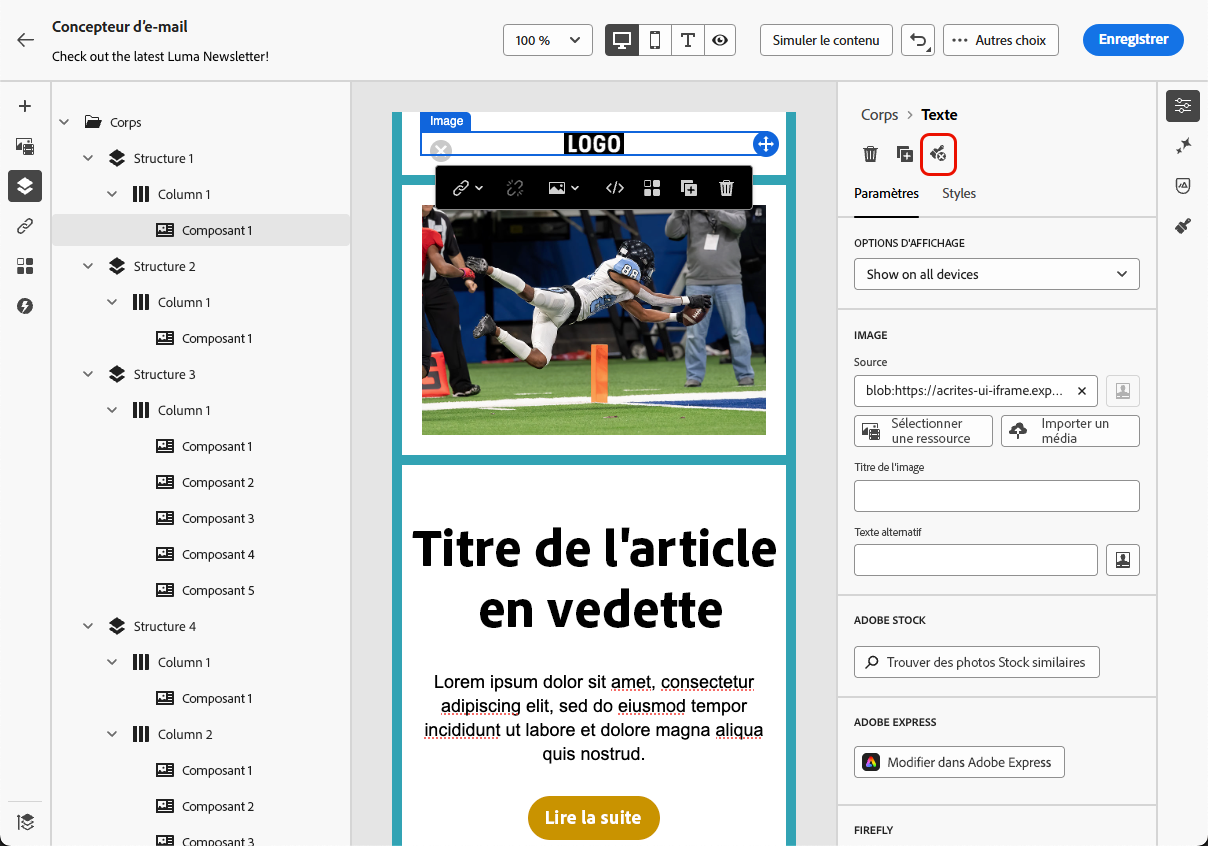 Concepteur d'e-mail
Check out the latest Luma Newsletter!
100 %
Simuler le contenu
Autres choix
Enregistrer
Corps
Structure 1
Column 1
Composant 1
Structure 2
Column 1
Composant 1
Structure 3
Column 1
Composant 1
Composant 2
Composant 3
Composant 4
Composant 5
Structure 4
Column 1
Composant 1
Column 2
Composant 1
Composant 2
Composant 3
Image
LOGO
88
Titre de l'article
en vedette
Lorem ipsum dolor sit amet, consectetur
adipiscing elit, sed do eiusmod tempor
incididunt ut labore et dolore magna aliqua
quis nostrud.
Lire la suite
Corps > Texte
Paramètres
Styles
OPTIONS D'AFFICHAGE
Show on all devices
IMAGE
Source
blob:https://acrites-ui-iframe.exp...
Sélectionner
une ressource
Importer un
média
Titre de l'image
Texte alternatif
ADOBE STOCK
Trouver des photos Stock similaires
ADOBE EXPRESS
Modifier dans Adobe Express
FIREFLY